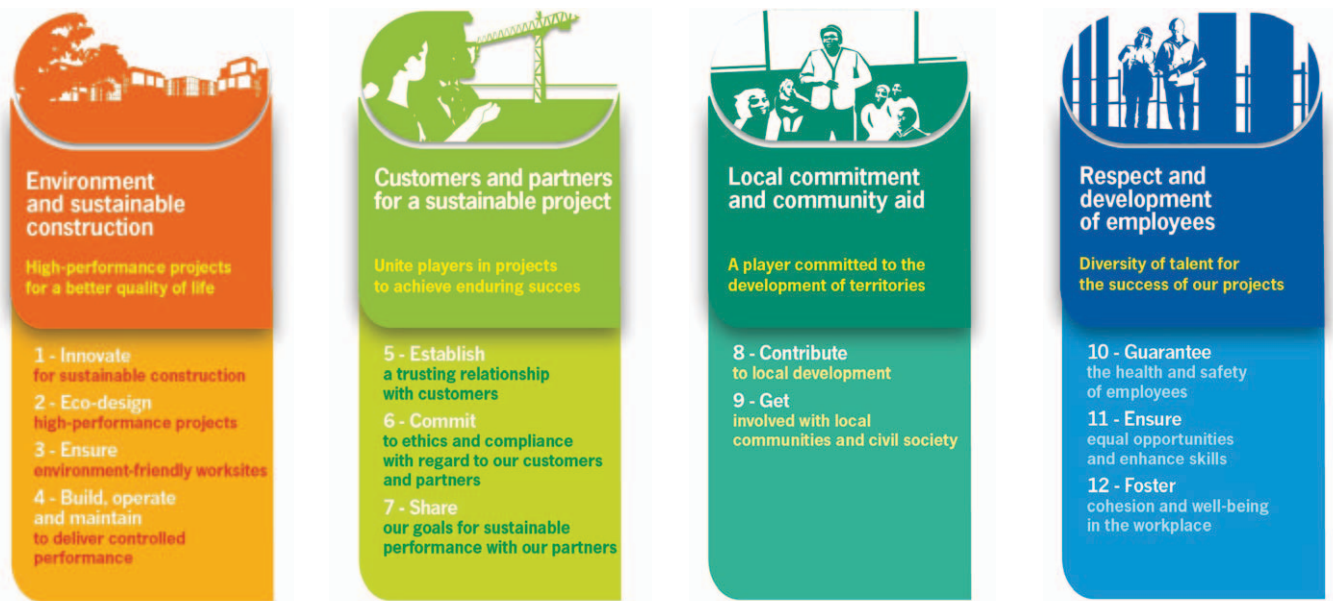 Environment
and sustainable
construction
High-performance projects
for a better quality of life
1 - Innovate
for sustainable construction
2 - Eco-design
high-performance projects
3 - Ensure
environment-friendly worksites
4 - Build, operate
and maintain
to deliver controlled
performance
Customers and partners
for a sustainable project
Unite players in projects
to achieve enduring succes
5 - Establish
a trusting relationship
with customers
6 - Commit
to ethics and compliance
with regard to our customers
and partners
7 - Share
our goals for sustainable
performance with our partners
Local commitment
and community aid
A player committed to the
development of territories
8 - Contribute
to local development
9 - Get
involved with local
communities and civil society
Respect and
development
of employees
Diversity of talent for
the success of our projects
10 - Guarantee
the health and safety
of employees
11 - Ensure
equal opportunities
and enhance skills
12 - Foster
cohesion and well-being
in the workplace